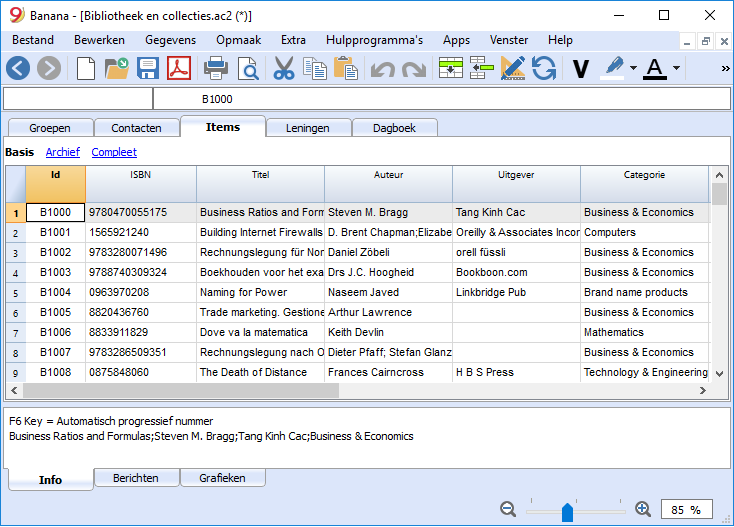 Banana - [Bibliotheek en collecties.ac2 (*)]
Bestand Bewerken Gegevens Opmaak Extra Hulpprogramma's Apps Venster Help
V A »
B1000
Groepen Contacten Items Leningen Dagboek
Basis Archief Compleet
Id ISBN Titel Auteur Uitgever Categorie
1 B1000 9780470055175 Business Ratios and Form Steven M. Bragg Tang Kinh Cac Business & Economics
2 B1001 1565921240 Building Internet Firewalls D. Brent Chapman;Elizabe Oreilly & Associates Incor Computers
3 B1002 9783280071496 Rechnungslegung für Nor Daniel Zöbeli orell füssli Business & Economics
4 B1003 9788740309324 Boekhouden voor het exa Drs J.C. Hoogheid Bookboon.com Business & Economics
5 B1004 0963970208 Naming for Power Naseem Javed Linkbridge Pub Brand name products
6 B1005 8820436760 Trade marketing. Gestione Arthur Lawrence Business & Economics
7 B1006 8833911829 Dove va la matematica Keith Devlin Mathematics
8 B1007 9783286509351 Rechnungslegung nach O Dieter Pfaff; Stefan Glanz Business & Economics
9 B1008 0875848060 The Death of Distance Frances Cairncross H B S Press Technology & Engineering
F6 Key = Automatisch progressief nummer
Business Ratios and Formulas;Steven M. Bragg;Tang Kinh Cac;Business & Economics
Info Berichten Grafieken
85 %